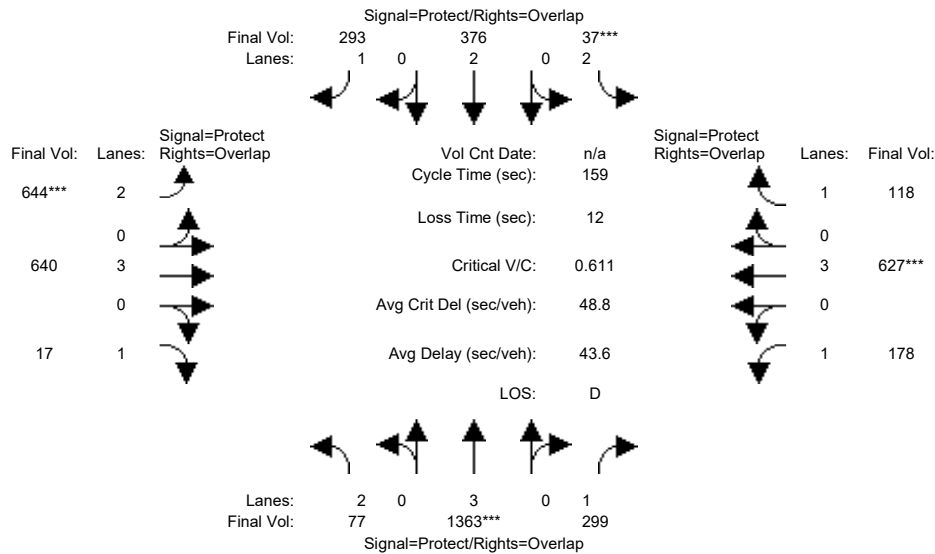 Signal=Protect/Rights=Overlap
Final Vol: 293 376 37***
Lanes: 1 0 2 0 2
Signal=Protect
Final Vol: Lanes: Rights=Overlap
Vol Cnt Date: n/a
Signal=Protect
Rights=Overlap Lanes: Final Vol:
Cycle Time (sec): 159
644*** 2
1 118
Loss Time (sec): 12
0
0
640 3
Critical V/C: 0.611
3 627***
0
Avg Crit Del (sec/veh): 48.8
0
17 1
Avg Delay (sec/veh): 43.6
1 178
LOS: D
Lanes: 2 0 3 0 1
Final Vol: 77 1363*** 299
Signal=Protect/Rights=Overlap